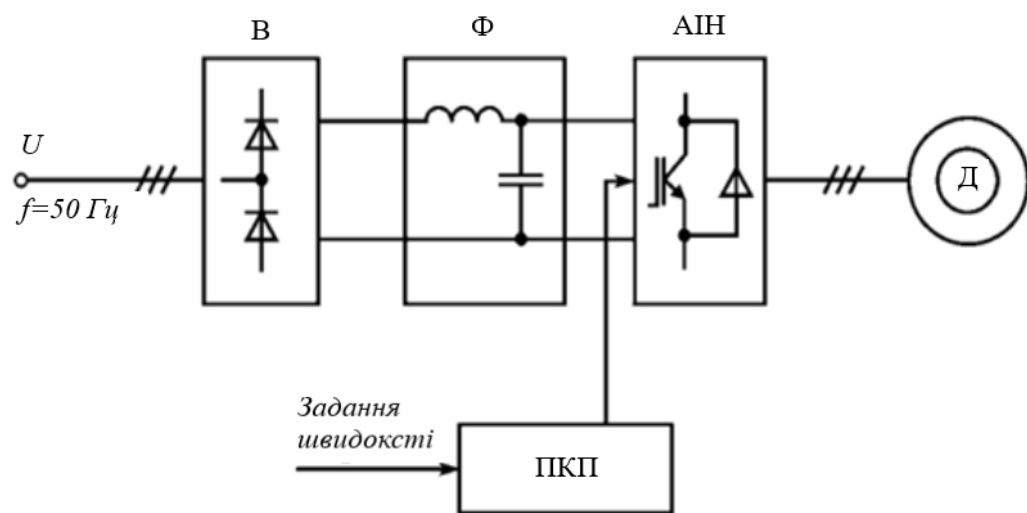 В
Ф
АІН
U
f=50 Гц
Д
Задання
швидоксті
ПКП